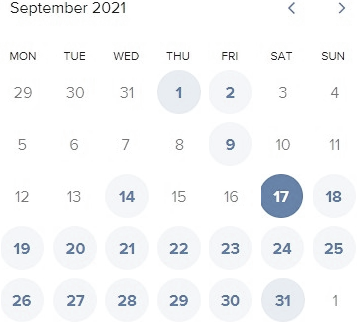 September 2021
MON TUE WED THU FRI SAT SUN
29 30 31 1 2 3 4
5 6 7 8 9 10 11
12 13 14 15 16 17 18
19 20 21 22 23 24 25
26 27 28 29 30 31 1